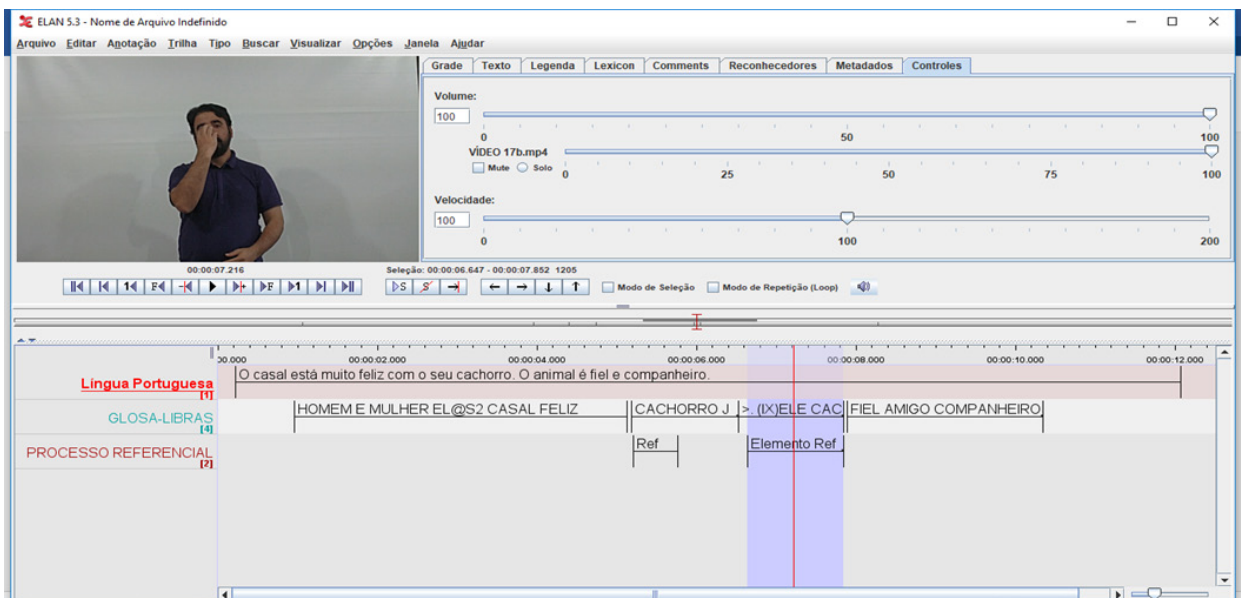 ELAN 5.3 - Nome de Arquivo Indefinido
Arquivo Editar Anotação Trilha Tipo Buscar Visualizar Opções Janela Ajudar
Grade Texto Legenda Lexicon Comments Reconhecedores Metadados Controles
Volume:
100
0 50 100
VÍDEO 17b.mp4
Mute Solo
0 25 50 75 100
Velocidade:
100
0 100 200
00:00:07.216 Seleção: 00:00:06.647 - 00:00:07.852 1205
1 F F 1 S S Modo de Seleção Modo de Repetição (Loop)
00.000 00:00:02.000 00:00:04.000 00:00:06.000 00:00:08.000 00:00:10.000 00:00:12.000
Língua Portuguesa [1] O casal está muito feliz com o seu cachorro. O animal é fiel e companheiro.
GLOSA-LIBRAS [4] HOMEM E MULHER EL@S2 CASAL FELIZ CACHORRO J >. (IX)ELE CAC FIEL AMIGO COMPANHEIRO
PROCESSO REFERENCIAL [2] Ref Elemento Ref